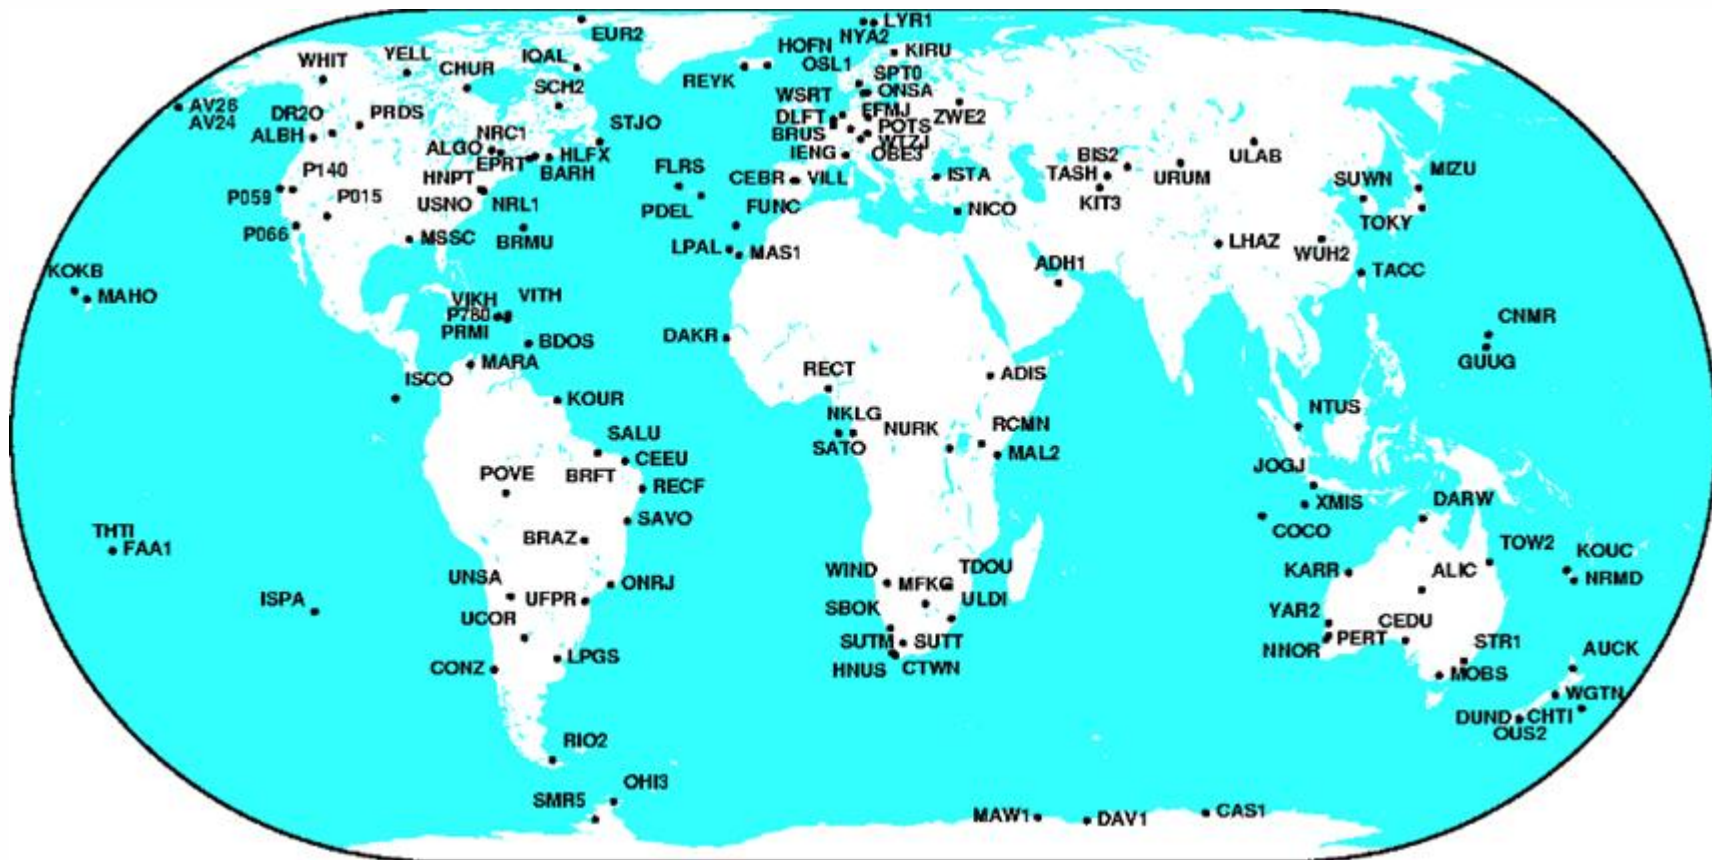 EUR2
LYR1
NYA2
HOFN
KIRU
YELL
IQAL
WHIT
CHUR
OSL1
REYK
SPT0
SCH2
WSRT
ONSA
AV26
AV24
DR2O
PRDS
EFMJ
ZWE2
DLFT
STJO
POTS
ALBH
NRC1
BRUS
WTZJ
ALGO
EPRT
HLFX
IENG
OBE3
BIS2
ULAB
BARH
FLRS
P140
HNPT
CEBR
VILL
ISTA
TASH
URUM
SUWN
MIZU
P059
P015
USNO
NRL1
PDEL
FUNC
KIT3
NICO
TOKY
P066
MSSC
BRMU
LPAL
MAS1
LHAZ
WUH2
ADH1
KOKB
TACC
MAHO
VIKH
VITH
P780
PRMI
CNMR
BDOS
DAKR
GUUG
MARA
ISCO
RECT
ADIS
KOUR
NKLG
NURK
RCMN
NTUS
SALU
SATO
MAL2
CEEU
POVE
BRFT
JOGJ
RECF
XMIS
DARW
SAVO
COCO
THTI
FAA1
BRAZ
TOW2
KOUC
UNSA
ONRJ
WIND
MFKG
TDOU
KARR
ALIC
NRMD
ISPA
UFPR
SBOK
ULDI
YAR2
UCOR
CEDU
SUTM
SUTT
PERT
STR1
NNOR
LPGS
CONZ
HNUS
CTWN
MOBS
AUCK
WGTN
DUND
CHTI
OUS2
RIO2
OHI3
SMR5
MAW1
DAV1
CAS1